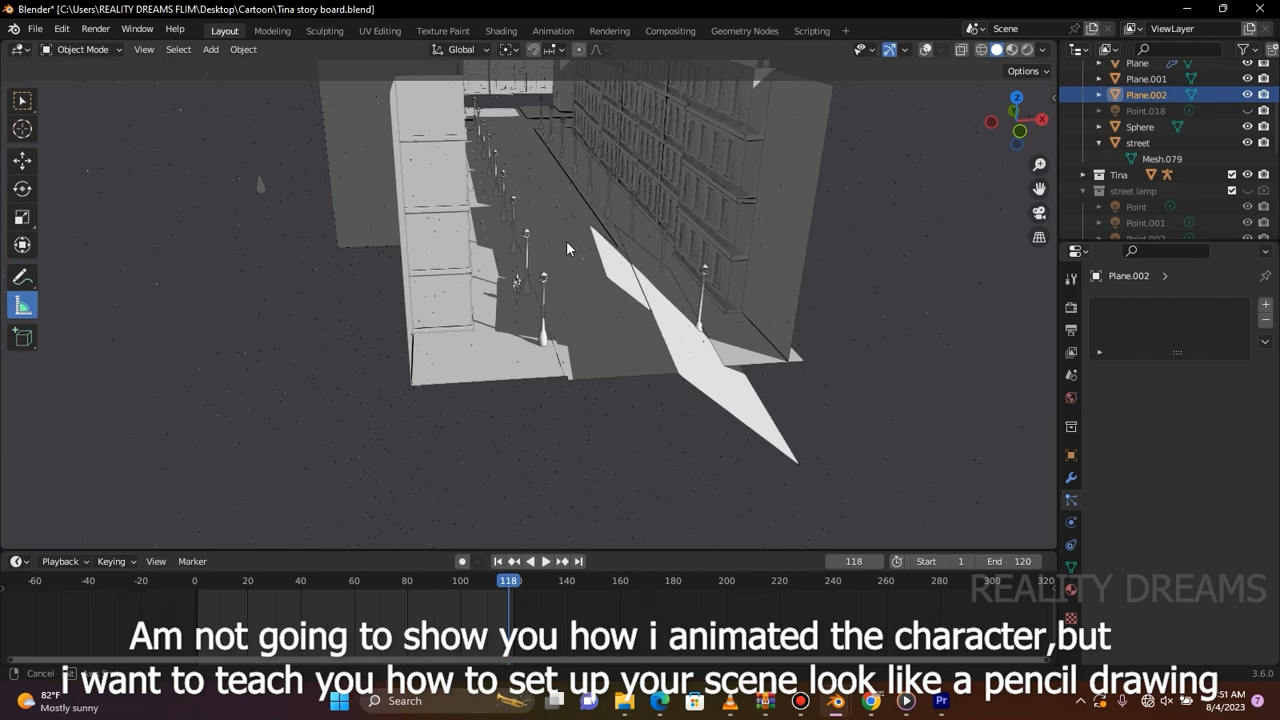 Blender* [C:\Users\REALITY DREAMS FLIM\Desktop\Cartoon\Tina story board.blend]
File Edit Render Window Help Layout Modeling Sculpting UV Editing Texture Paint Shading Animation Rendering Compositing Geometry Nodes Scripting + Scene ViewLayer
Object Mode View Select Add Object Global
Options
Plane
Plane.001
Plane.002
Point.018
Sphere
street
Mesh.079
Tina
street lamp
Point
Point.001
Plane.002
Playback Keying View Marker 118 Start 1 End 120
-60 -40 -20 0 20 40 60 80 100 118 140 160 180 200 220 240 260 280 300 320
REALITY DREAMS
Am not going to show you how i animated the character,but
i want to teach you how to set up your scene look like a pencil drawing
Cancel
3.6.0
82°F
Mostly sunny
Search
Pr
:51 AM
8/4/2023
7